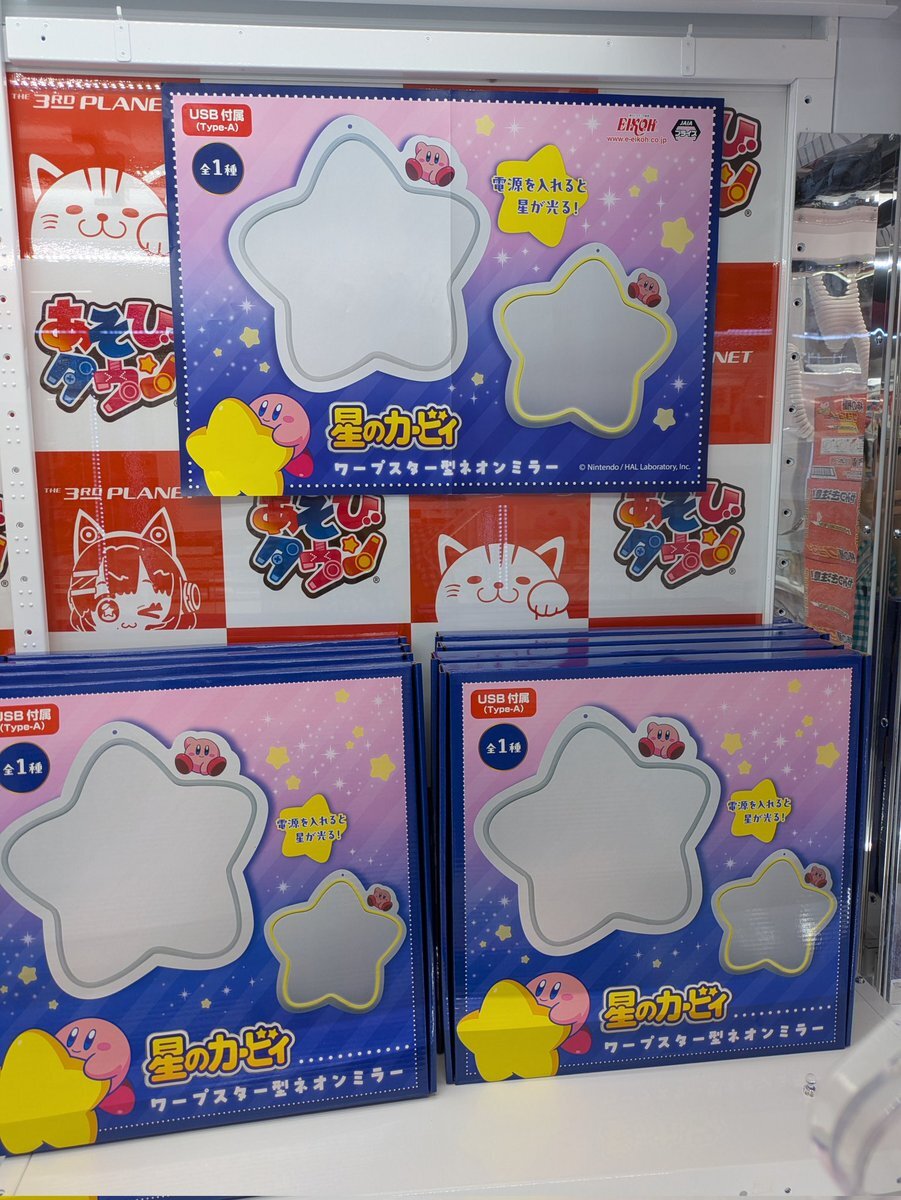 THE 3RD PLANET
USB 付属
(Type-A)
全1種
EIKOH
www.e-eikoh.co.jp
JAIA
電源を入れると
星が光る!
星のカービィ
ワープスター型ネオンミラー
© Nintendo / HAL Laboratory, Inc.
あそび
タウン
NET
THE 3RD PLANE
あそび
タウン
®
あそび
タウン
®
USB 付属
(Type-A)
全1種
電源を入れると
星が光る!
星のカービィ
ワープスター型ネオンミラー
USB 付属
(Type-A)
全1種
電源を入れると
星が光る!
星のカービィ
ワープスター型ネオンミラー